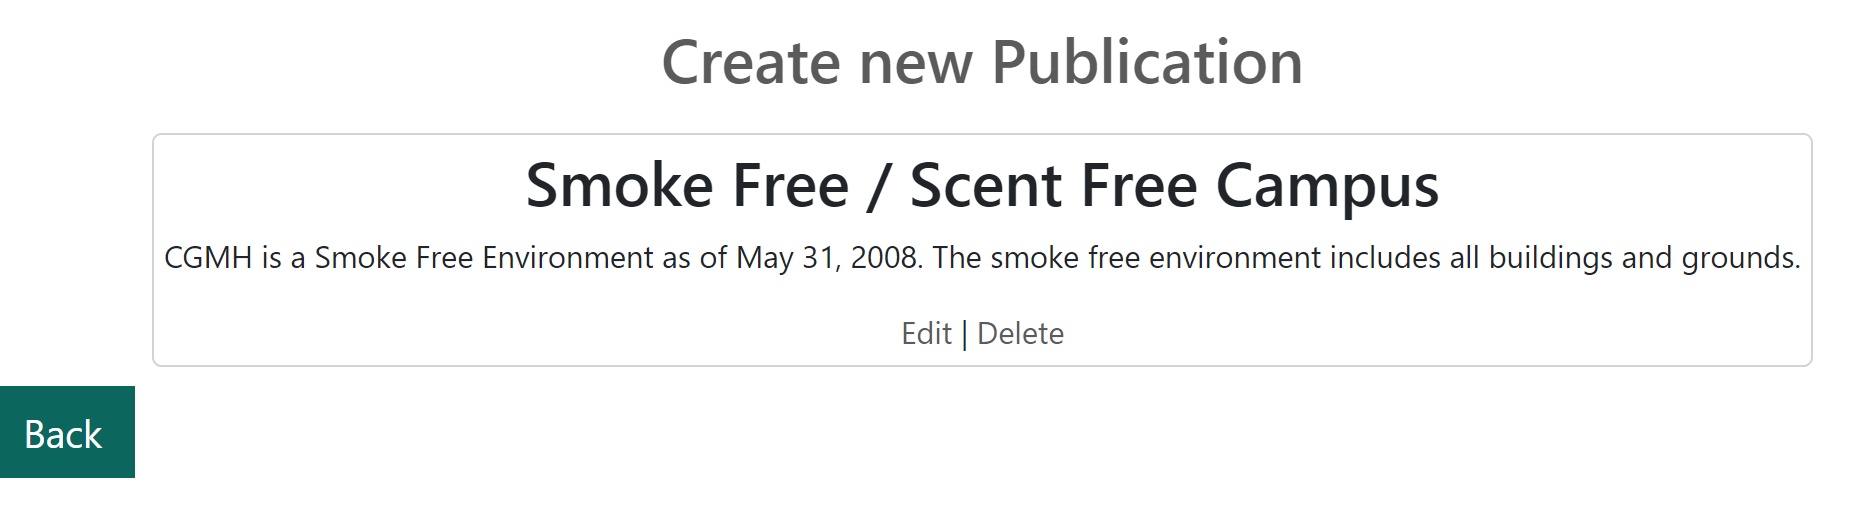 Create new Publication
Smoke Free / Scent Free Campus
CGMH is a Smoke Free Environment as of May 31, 2008. The smoke free environment includes all buildings and grounds.
Edit | Delete
Back